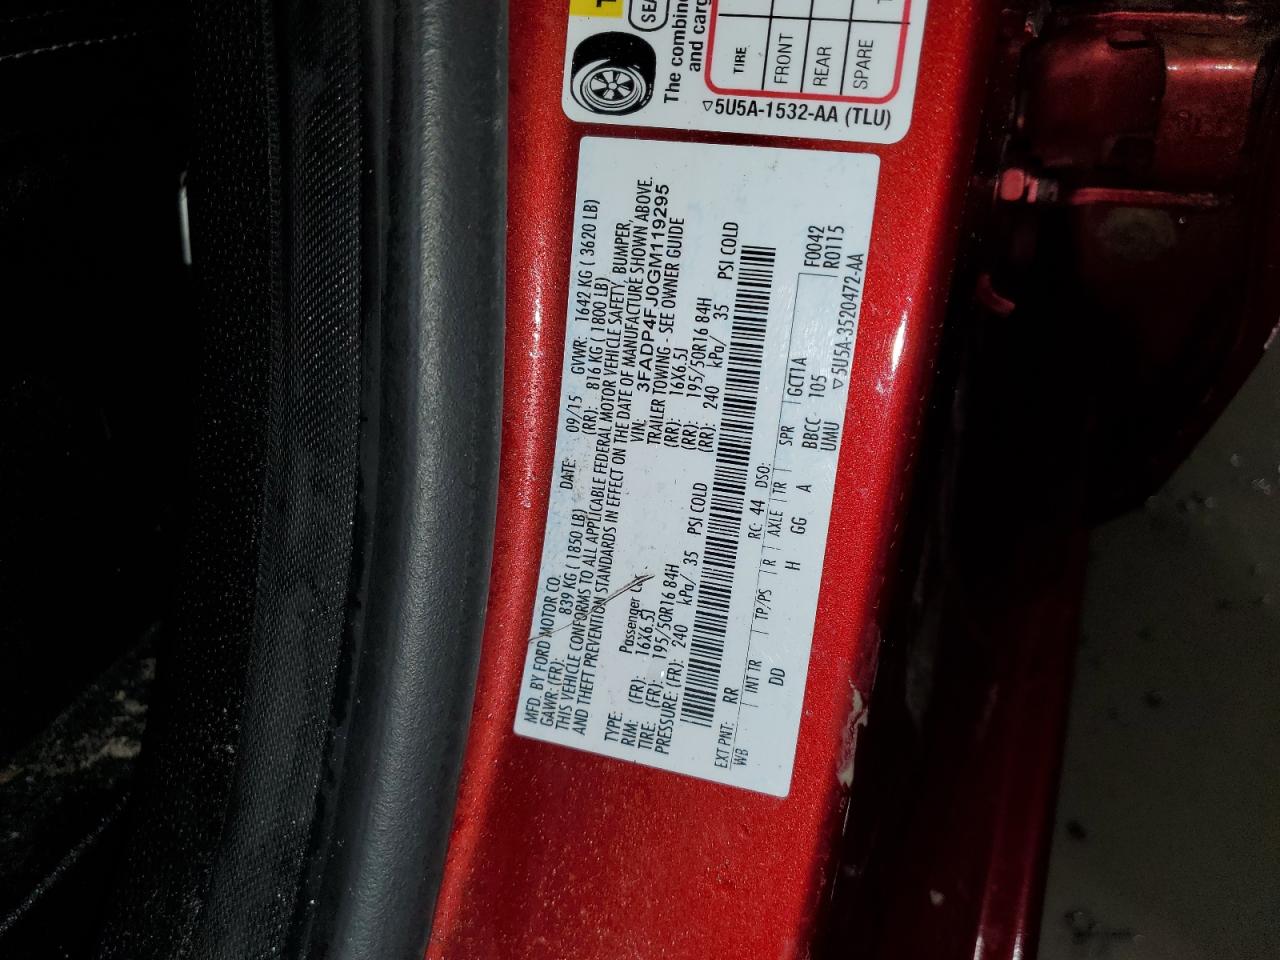 SEA
The combine
and carg
TIRE
FRONT
REAR
SPARE
▽5U5A-1532-AA (TLU)
MFD. BY FORD MOTOR CO. DATE: 09/15 GVWR: 1642 KG ( 3620 LB)
GAWR: (FR): 839 KG ( 1850 LB) (RR): 816 KG ( 1800 LB)
THIS VEHICLE CONFORMS TO ALL APPLICABLE FEDERAL MOTOR VEHICLE SAFETY, BUMPER,
AND THEFT PREVENTION STANDARDS IN EFFECT ON THE DATE OF MANUFACTURE SHOWN ABOVE.
VIN: 3FADP4FJ0GM119295
TYPE: Passenger Car TRAILER TOWING - SEE OWNER GUIDE
RIM: (FR): 16X6.5J (RR): 16X6.5J
TIRE: (FR): 195/50R16 84H (RR): 195/50R16 84H
PRESSURE: (FR): 240 kPa/ 35 PSI COLD (RR): 240 kPa/ 35 PSI COLD
EXT PNT: RR RC: 44 DSO: F0042
WB INT TR TP/PS R AXLE TR SPR GCT1A R0115
DD H GG A BBCC 105
UMU ▽5U5A-3520472-AA